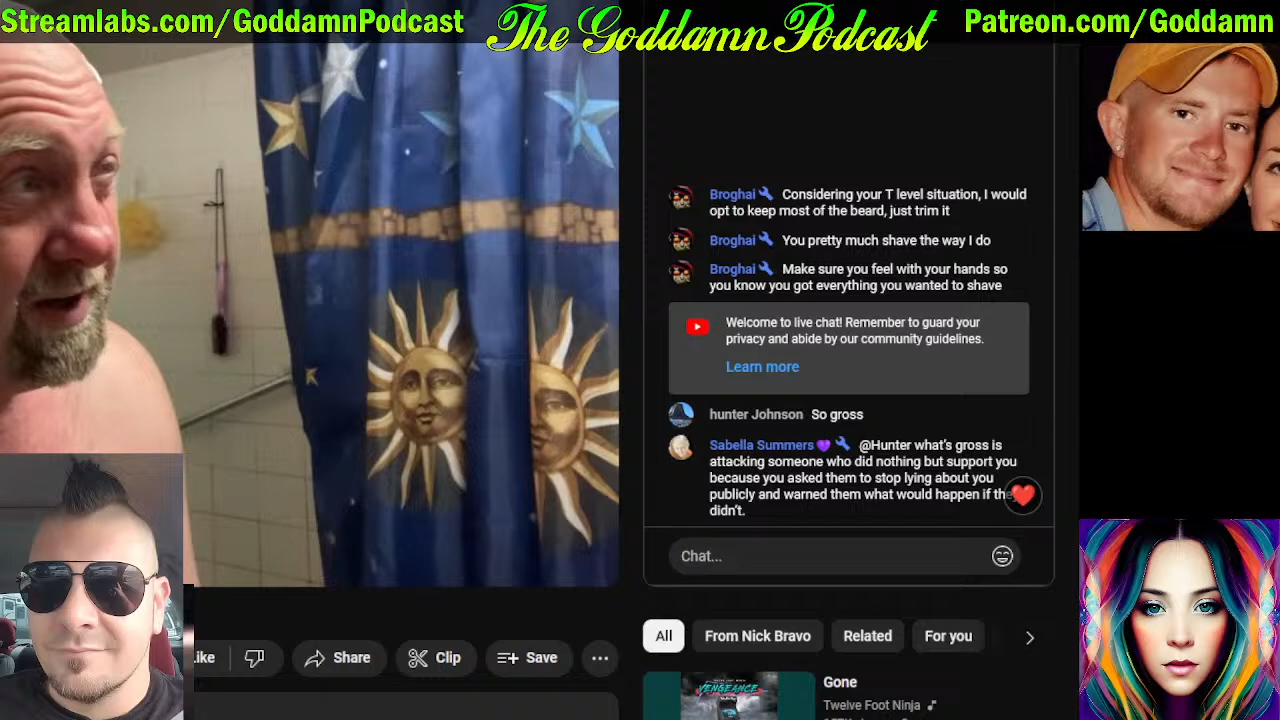 Streamlabs.com/GoddamnPodcast
The Goddamn Podcast
Patreon.com/Goddamn
Broghai Considering your T level situation, I would
opt to keep most of the beard, just trim it
Broghai You pretty much shave the way I do
Broghai Make sure you feel with your hands so
you know you got everything you wanted to shave
Welcome to live chat! Remember to guard your
privacy and abide by our community guidelines.
Learn more
hunter Johnson So gross
Sabella Summers💜 @Hunter what's gross is
attacking someone who did nothing but support you
because you asked them to stop lying about you
publicly and warned them what would happen if the
didn't.
Chat...
Share
Clip
Save
All
From Nick Bravo
Related
For you
VENGEANCE
Gone
Twelve Foot Ninja